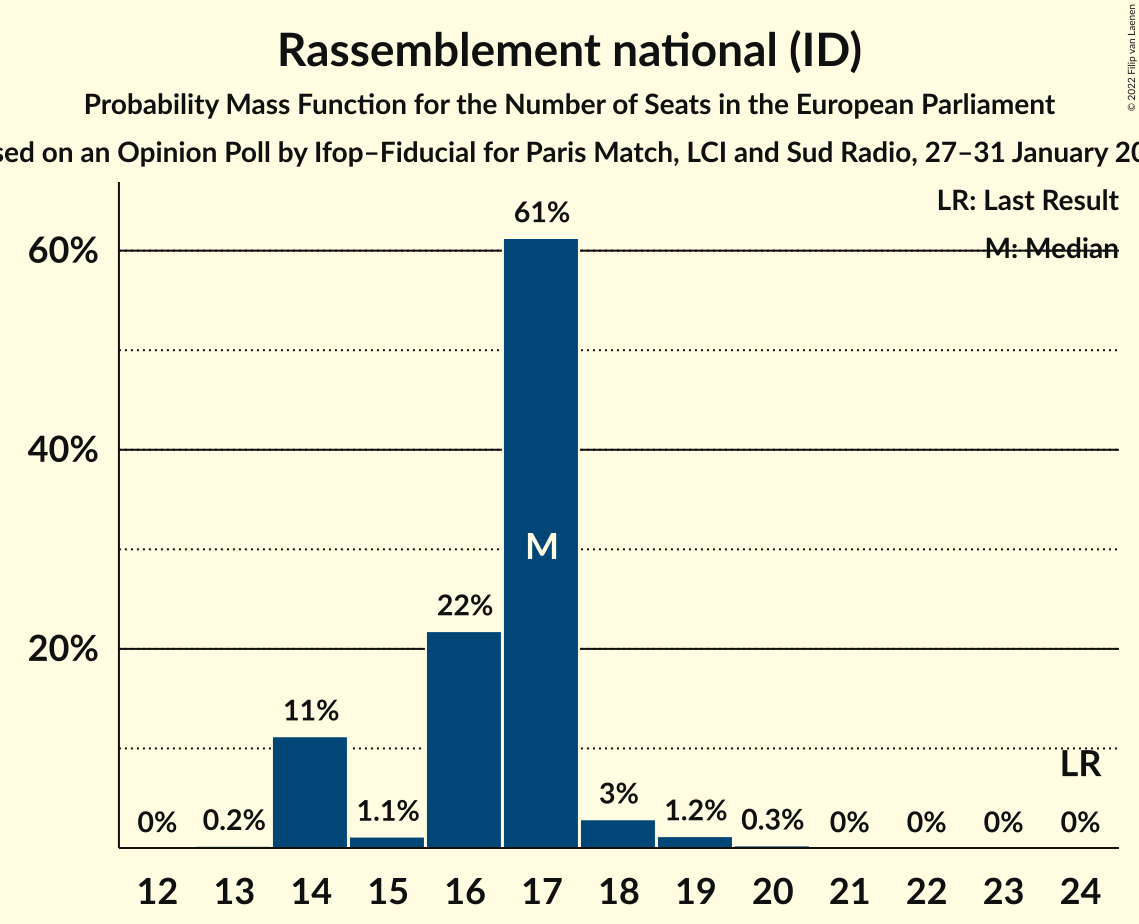 Rassemblement national (ID)
Probability Mass Function for the Number of Seats in the European Parliament
on an Opinion Poll by Ifop–Fiducial for Paris Match, LCI and Sud Radio, 27–31 January
© 2022 Filip van Laenen
LR: Last Result
M: Median
60%
40%
20%
0%
0.2%
11%
1.1%
22%
61%
M
3%
1.2%
0.3%
0%
0%
0%
LR
0%
12 13 14 15 16 17 18 19 20 21 22 23 24